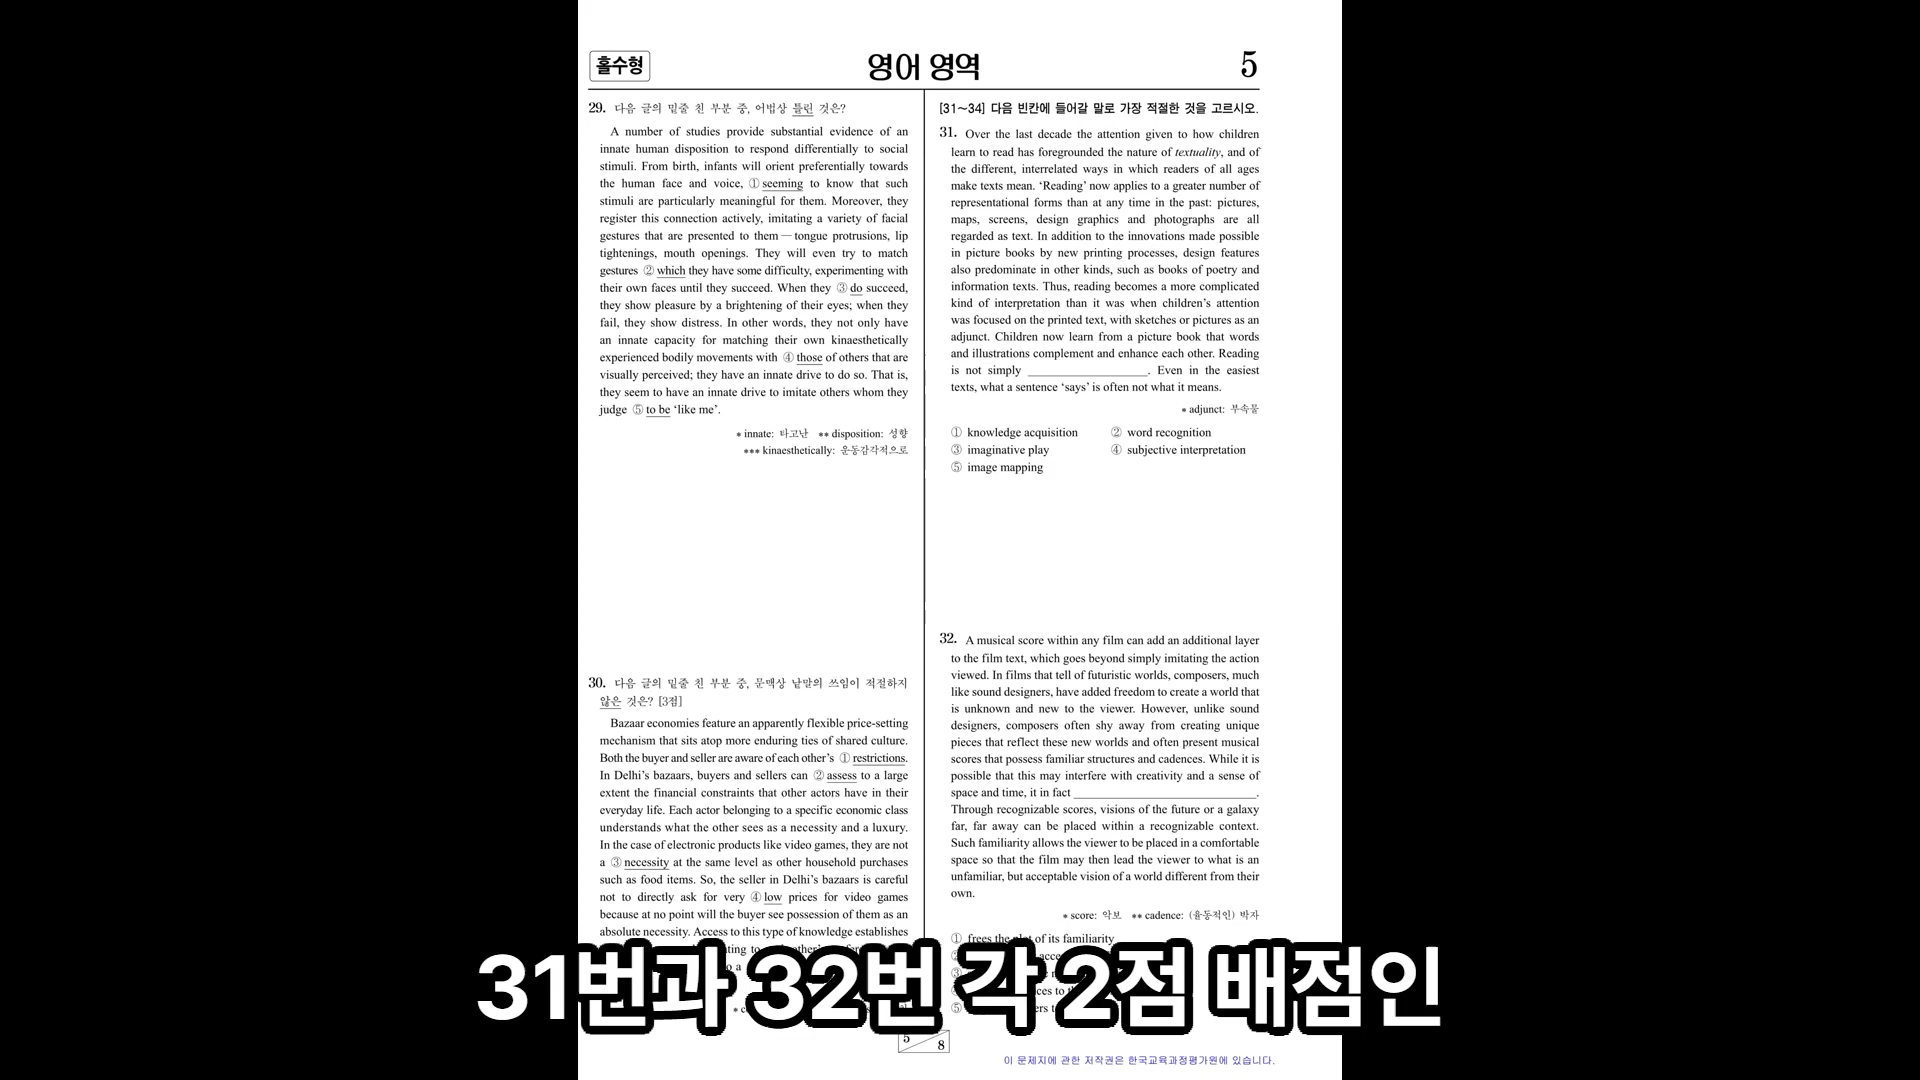 홀수형
영어 영역
5
29. 다음 글의 밑줄 친 부분 중, 어법상 틀린 것은?
A number of studies provide substantial evidence of an
innate human disposition to respond differentially to social
stimuli. From birth, infants will orient preferentially towards
the human face and voice, ① seeming to know that such
stimuli are particularly meaningful for them. Moreover, they
register this connection actively, imitating a variety of facial
gestures that are presented to them — tongue protrusions, lip
tightenings, mouth openings. They will even try to match
gestures ② which they have some difficulty, experimenting with
their own faces until they succeed. When they ③ do succeed,
they show pleasure by a brightening of their eyes; when they
fail, they show distress. In other words, they not only have
an innate capacity for matching their own kinaesthetically
experienced bodily movements with ④ those of others that are
visually perceived; they have an innate drive to do so. That is,
they seem to have an innate drive to imitate others whom they
judge ⑤ to be ‘like me’.
* innate: 타고난 ** disposition: 성향
*** kinaesthetically: 운동감각적으로
30. 다음 글의 밑줄 친 부분 중, 문맥상 낱말의 쓰임이 적절하지
않은 것은? [3점]
Bazaar economies feature an apparently flexible price-setting
mechanism that sits atop more enduring ties of shared culture.
Both the buyer and seller are aware of each other’s ① restrictions.
In Delhi’s bazaars, buyers and sellers can ② assess to a large
extent the financial constraints that other actors have in their
everyday life. Each actor belonging to a specific economic class
understands what the other sees as a necessity and a luxury.
In the case of electronic products like video games, they are not
a ③ necessity at the same level as other household purchases
such as food items. So, the seller in Delhi’s bazaars is careful
not to directly ask for very ④ low prices for video games
because at no point will the buyer see possession of them as an
absolute necessity. Access to this type of knowledge establishes
[31~34] 다음 빈칸에 들어갈 말로 가장 적절한 것을 고르시오.
31. Over the last decade the attention given to how children
learn to read has foregrounded the nature of textuality, and of
the different, interrelated ways in which readers of all ages
make texts mean. ‘Reading’ now applies to a greater number of
representational forms than at any time in the past: pictures,
maps, screens, design graphics and photographs are all
regarded as text. In addition to the innovations made possible
in picture books by new printing processes, design features
also predominate in other kinds, such as books of poetry and
information texts. Thus, reading becomes a more complicated
kind of interpretation than it was when children’s attention
was focused on the printed text, with sketches or pictures as an
adjunct. Children now learn from a picture book that words
and illustrations complement and enhance each other. Reading
is not simply ____________________. Even in the easiest
texts, what a sentence ‘says’ is often not what it means.
* adjunct: 부속물
① knowledge acquisition ② word recognition
③ imaginative play ④ subjective interpretation
⑤ image mapping
32. A musical score within any film can add an additional layer
to the film text, which goes beyond simply imitating the action
viewed. In films that tell of futuristic worlds, composers, much
like sound designers, have added freedom to create a world that
is unknown and new to the viewer. However, unlike sound
designers, composers often shy away from creating unique
pieces that reflect these new worlds and often present musical
scores that possess familiar structures and cadences. While it is
possible that this may interfere with creativity and a sense of
space and time, it in fact ______________________________.
Through recognizable scores, visions of the future or a galaxy
far, far away can be placed within a recognizable context.
Such familiarity allows the viewer to be placed in a comfortable
space so that the film may then lead the viewer to what is an
unfamiliar, but acceptable vision of a world different from their
own.
* score: 악보 ** cadence: (율동적인) 박자
① frees the plot of its familiarity
⑤
31번과 32번 각 2점 배점인
5
8
이 문제지에 관한 저작권은 한국교육과정평가원에 있습니다.